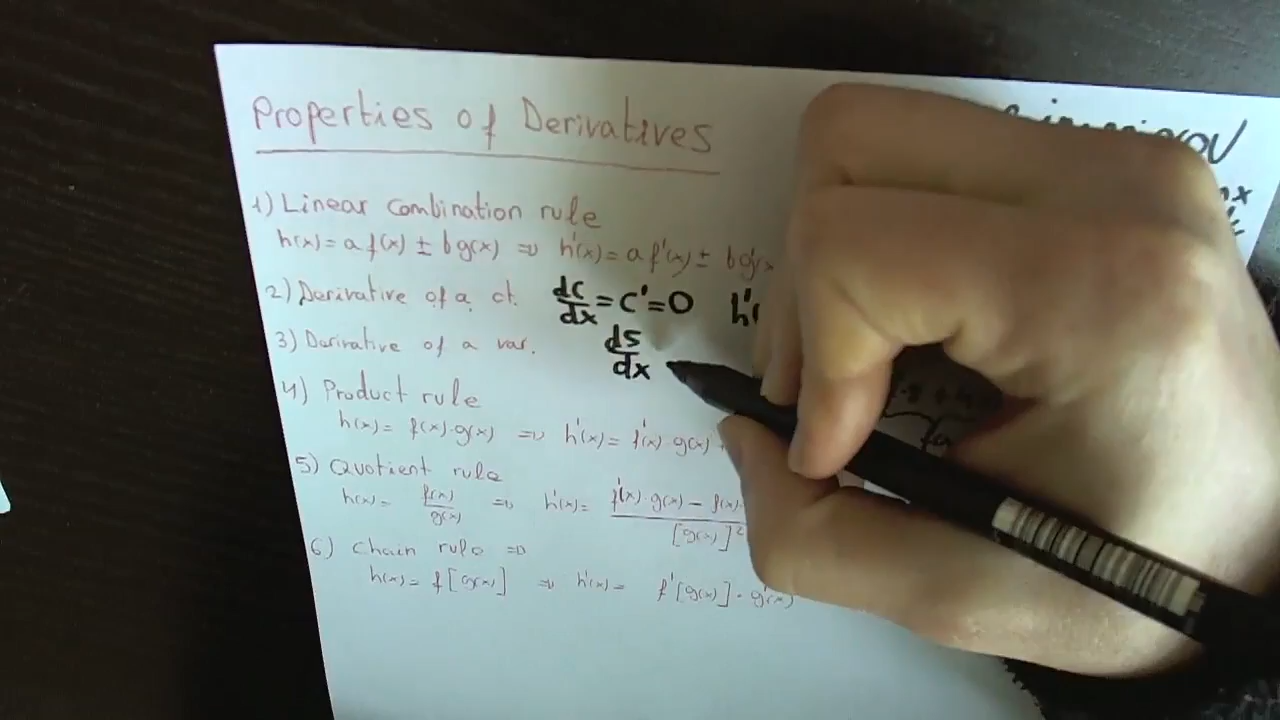 Properties of Derivatives
1) Linear Combination rule
h(x) = a f(x) ± b g(x) ⇒ h'(x) = a f'(x) ± b g'(x
2) Derivative of a ct. dc/dx = C' = 0 h'(
3) Derivative of a var. d5/dx
4) Product rule
h(x) = f(x)·g(x) ⇒ h'(x) = f'(x)·g(x) +
5) Quotient rule
h(x) = f(x)/g(x) ⇒ h'(x) = f'(x)·g(x) − f(x)· / [g(x)]²
6) Chain rule ⇒
h(x) = f[g(x)] ⇒ h'(x) = f'[g(x)]·g'(x)